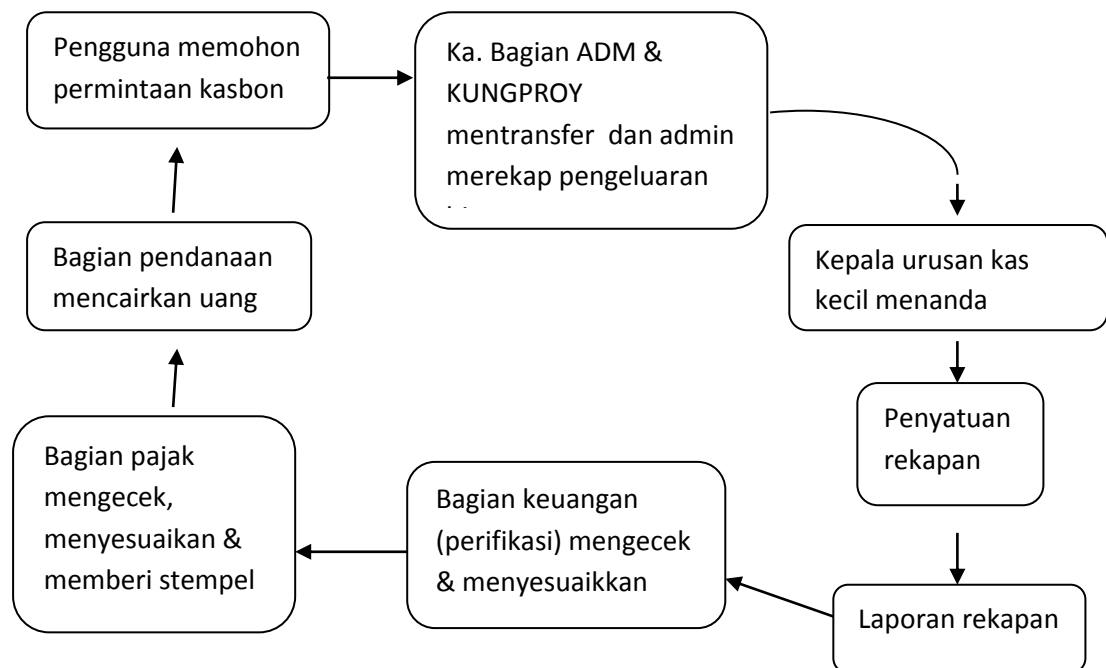 Pengguna memohon
permintaan kasbon
Ka. Bagian ADM &
KUNGPROY
mentransfer dan admin
merekap pengeluaran
Kepala urusan kas
kecil menanda
Penyatuan
rekapan
Laporan rekapan
Bagian keuangan
(perifikasi) mengecek
& menyesuaikkan
Bagian pajak
mengecek,
menyesuaikan &
memberi stempel
Bagian pendanaan
mencairkan uang